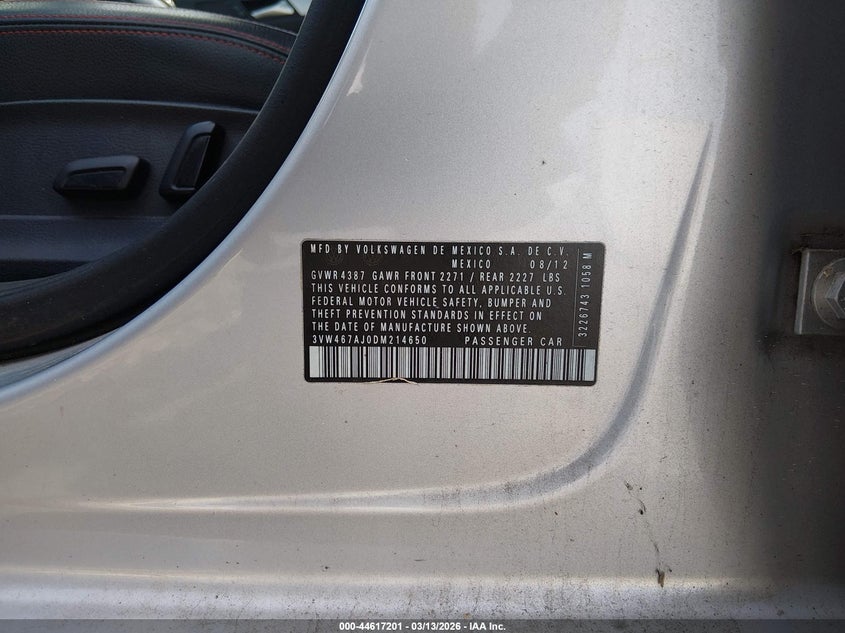 MFD BY VOLKSWAGEN DE MEXICO S.A. DE C.V.
MEXICO 08/12
GVWR 4387 GAWR FRONT 2271 / REAR 2227 LBS
THIS VEHICLE CONFORMS TO ALL APPLICABLE U.S.
FEDERAL MOTOR VEHICLE SAFETY, BUMPER AND
THEFT PREVENTION STANDARDS IN EFFECT ON
THE DATE OF MANUFACTURE SHOWN ABOVE.
3VW467AJ0DM214650 PASSENGER CAR
3226743 1058 M
000-44617201 - 03/13/2026 - IAA Inc.